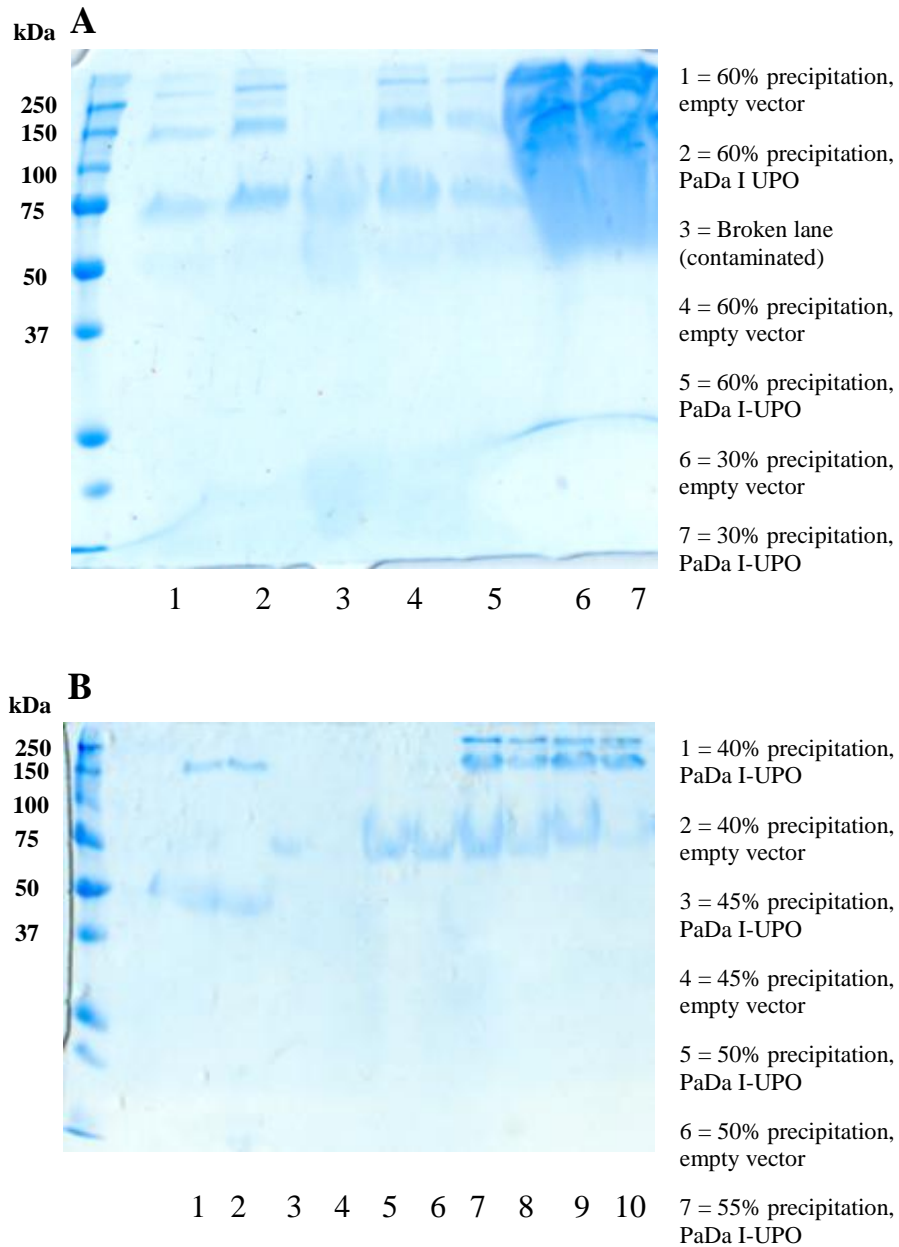 A
kDa
250
150
100
75
50
37
1 = 60% precipitation,
empty vector
2 = 60% precipitation,
PaDa I UPO
3 = Broken lane
(contaminated)
4 = 60% precipitation,
empty vector
5 = 60% precipitation,
PaDa I-UPO
6 = 30% precipitation,
empty vector
7 = 30% precipitation,
PaDa I-UPO
1 2 3 4 5 6 7
B
kDa
250
150
100
75
50
37
1 = 40% precipitation,
PaDa I-UPO
2 = 40% precipitation,
empty vector
3 = 45% precipitation,
PaDa I-UPO
4 = 45% precipitation,
empty vector
5 = 50% precipitation,
PaDa I-UPO
6 = 50% precipitation,
empty vector
7 = 55% precipitation,
PaDa I-UPO
1 2 3 4 5 6 7 8 9 10